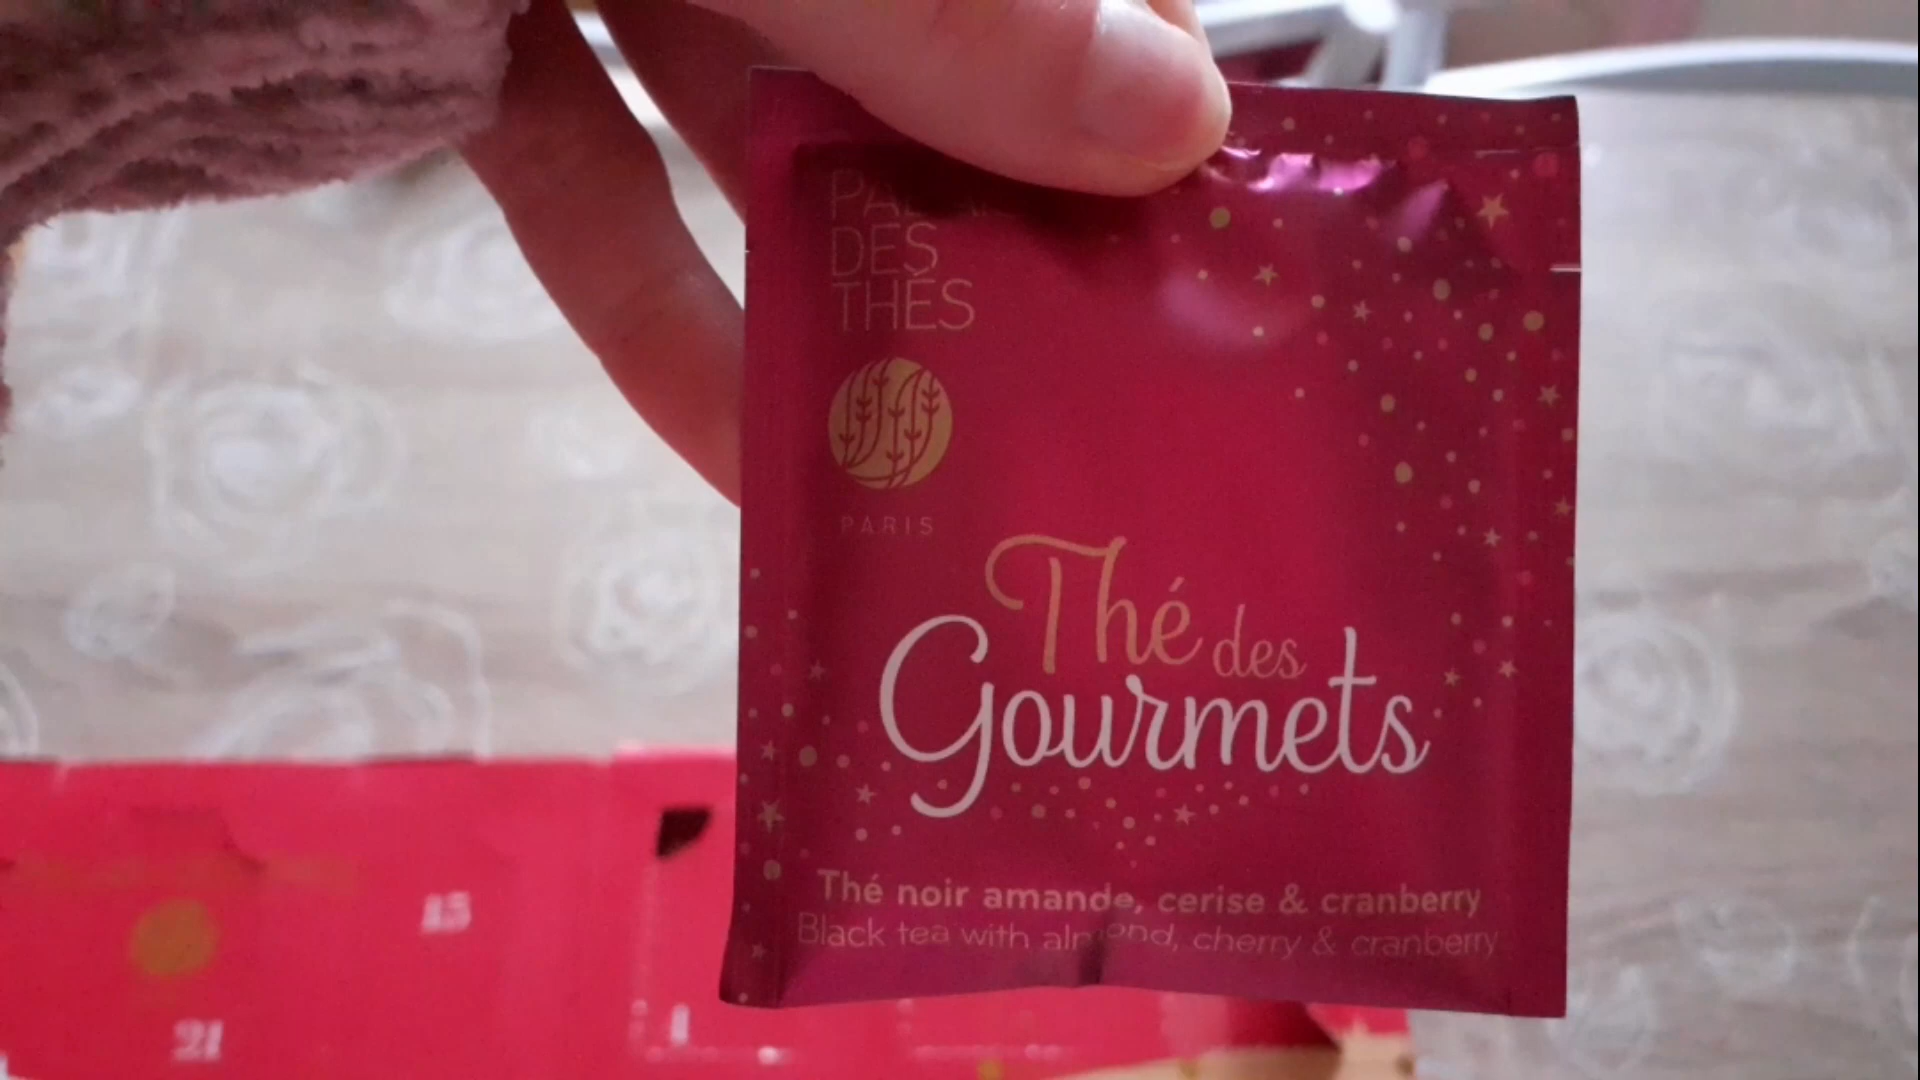 DES
THÉS
PARIS
Thé des
Gourmets
Thé noir amande, cerise & cranberry
Black tea with almond, cherry & cranberry
15
21
1